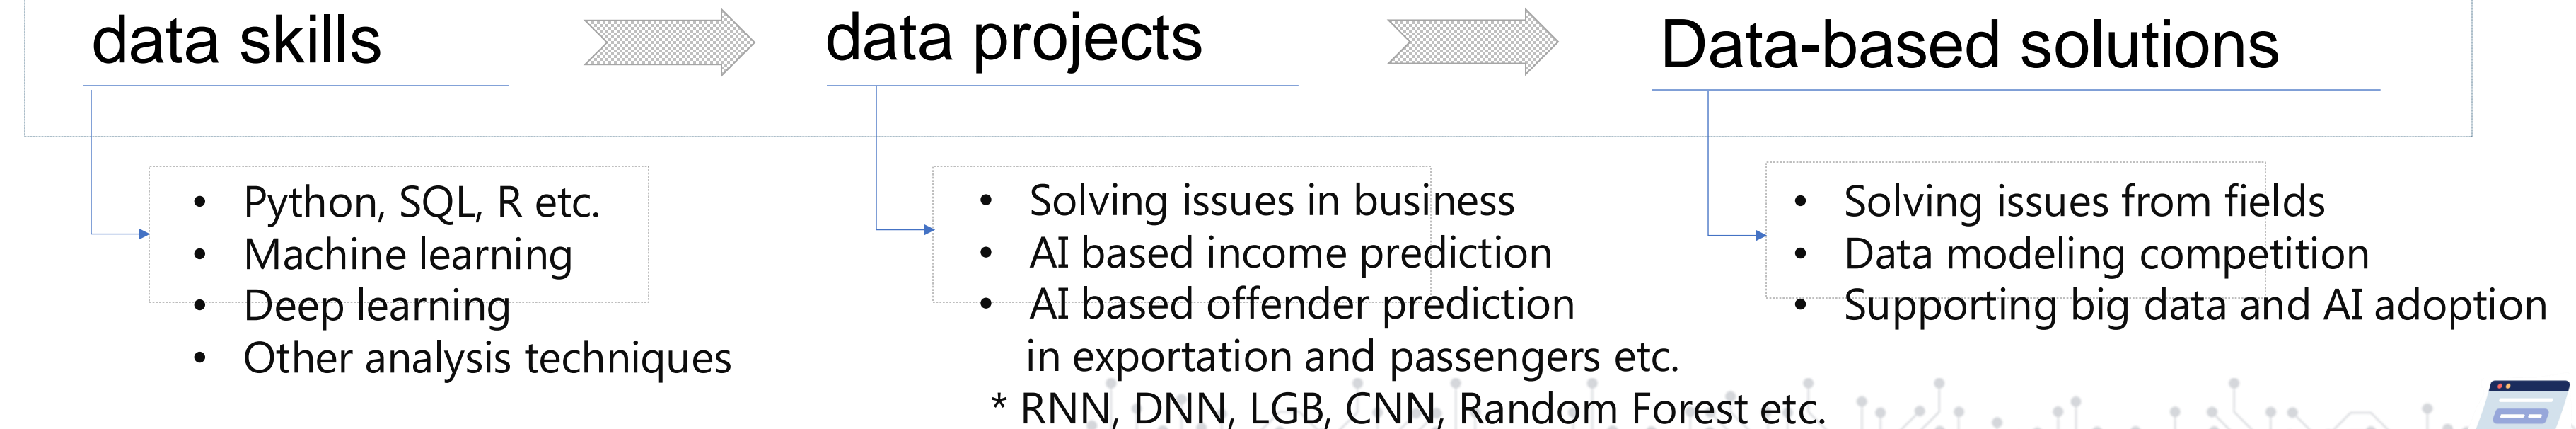 data skills
data projects
Data-based solutions
• Python, SQL, R etc.
• Machine learning
• Deep learning
• Other analysis techniques
• Solving issues in business
• AI based income prediction
• AI based offender prediction
in exportation and passengers etc.
* RNN, DNN, LGB, CNN, Random Forest etc.
• Solving issues from fields
• Data modeling competition
• Supporting big data and AI adoption